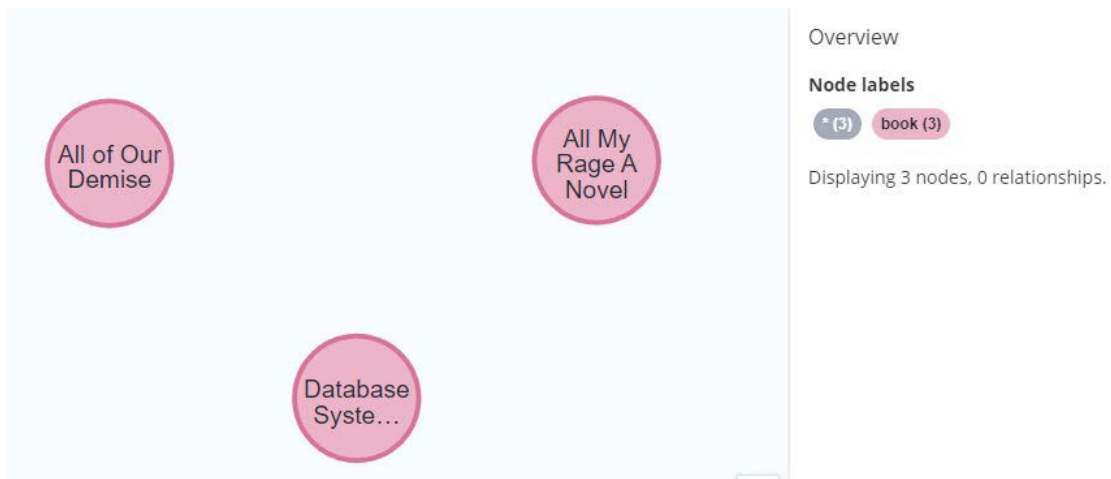 All of Our
Demise
All My
Rage A
Novel
Database
Syste…
Overview
Node labels
* (3) book (3)
Displaying 3 nodes, 0 relationships.